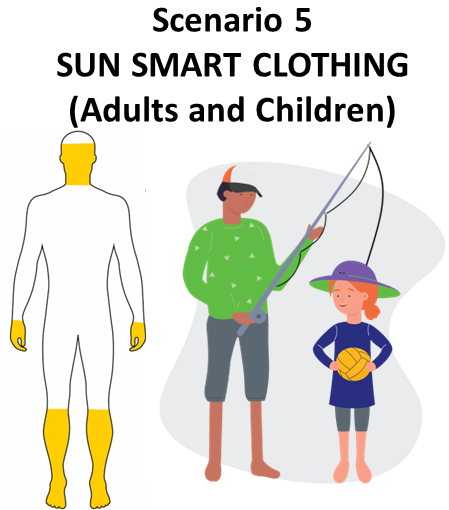 Scenario 5
SUN SMART CLOTHING
(Adults and Children)